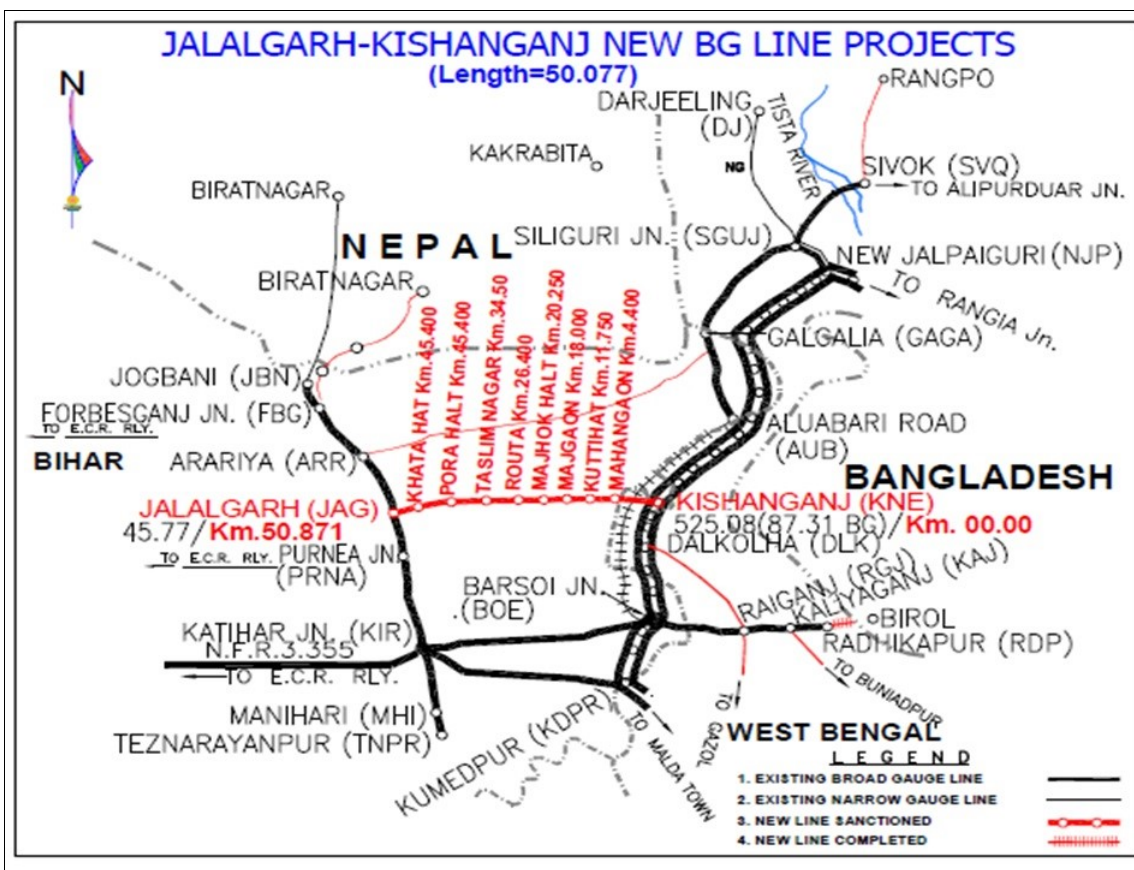 JALALGARH-KISHANGANJ NEW BG LINE PROJECTS
(Length=50.077)
N
RANGPO
DARJEELING
(DJ)
TISTA RIVER
KAKRABITA
NG
SIVOK (SVQ)
TO ALIPURDUAR JN.
BIRATNAGAR
NEPAL
SILIGURI JN. (SGUJ)
NEW JALPAIGURI (NJP)
BIRATNAGAR
TO RANGIA Jn.
KHATA HAT Km.45.400
PORA HALT Km.45.400
TASLIM NAGAR Km.34.50
ROUTA Km.26.400
MAJHOK HALT Km.20.250
MAJGAON Km.18.000
KUTTIHAT Km.11.750
MAHANGAON Km.4.400
GALGALIA (GAGA)
JOGBANI (JBN)
FORBESGANJ JN. (FBG)
TO E.C.R. RLY.
BIHAR
ARARIYA (ARR)
ALUABARI ROAD
(AUB)
BANGLADESH
JALALGARH (JAG)
45.77/Km.50.871
KISHANGANJ (KNE)
525.08(87.31 BG)/Km. 00.00
TO E.C.R. RLY.
PURNEA JN.
(PRNA)
DALKOLHA (DLK)
BARSOI JN.
.(BOE)
RAIGANJ (RGJ)
KALIYAGANJ (KAJ)
BIROL
RADHIKAPUR (RDP)
KATIHAR JN. (KIR)
N.F.R.3.355
TO E.C.R. RLY.
TO BUNIADPUR
MANIHARI (MHI)
TEZNARAYANPUR (TNPR)
KUMEDPUR (KDPR)
TO MALDA TOWN
TO GAZOL
WEST BENGAL
LEGEND
1. EXISTING BROAD GAUGE LINE
2. EXISTING NARROW GAUGE LINE
3. NEW LINE SANCTIONED
4. NEW LINE COMPLETED